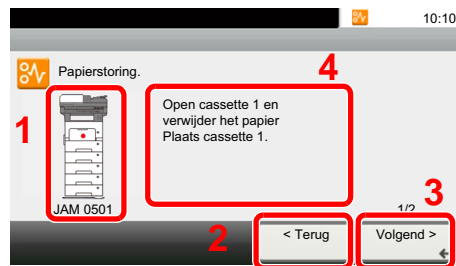 10:10
Papierstoring.
4
1
Open cassette 1 en
verwijder het papier
Plaats cassette 1.
JAM 0501
1/2
3
2
< Terug
Volgend >